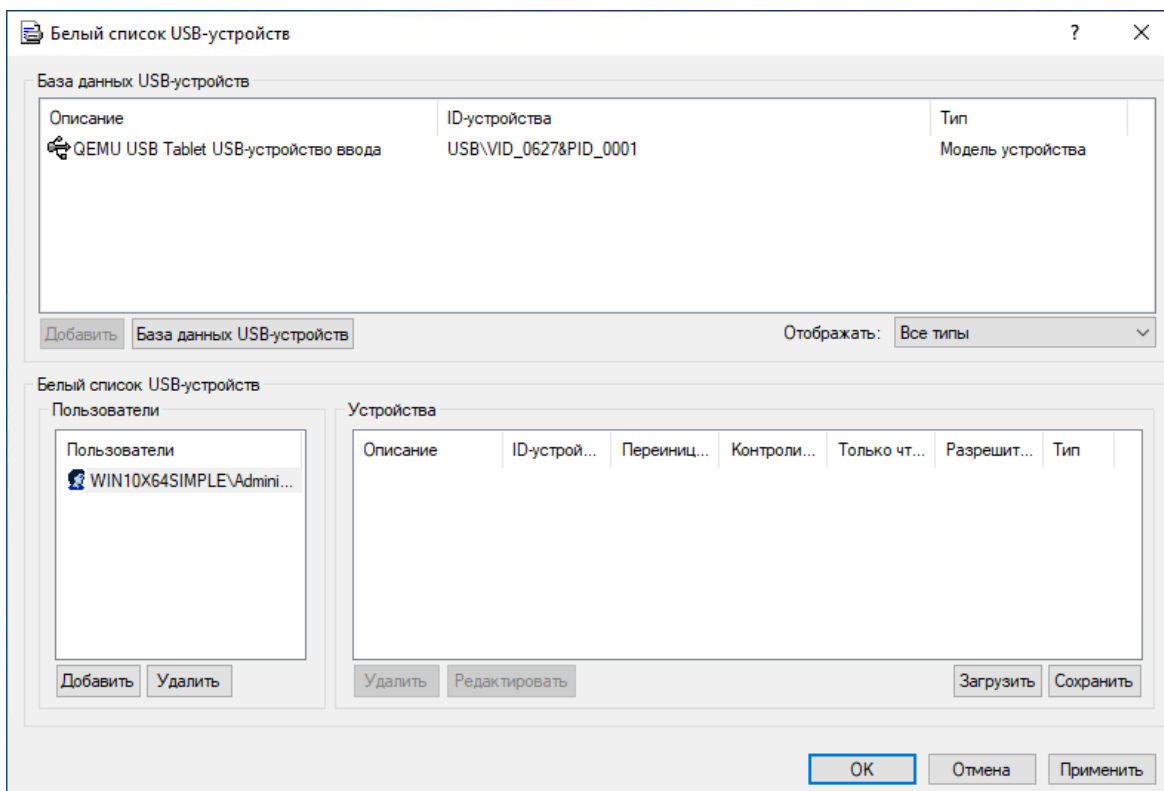 Белый список USB-устройств
?
База данных USB-устройств
Описание ID-устройства Тип
QEMU USB Tablet USB-устройство ввода USB\VID_0627&PID_0001 Модель устройства
Добавить База данных USB-устройств Отображать: Все типы
Белый список USB-устройств
Пользователи
Пользователи
WIN10X64SIMPLE\Admini...
Добавить Удалить
Устройства
Описание ID-устрой... Переиниц... Контроли... Только чт... Разрешит... Тип
Удалить Редактировать Загрузить Сохранить
OK Отмена Применить